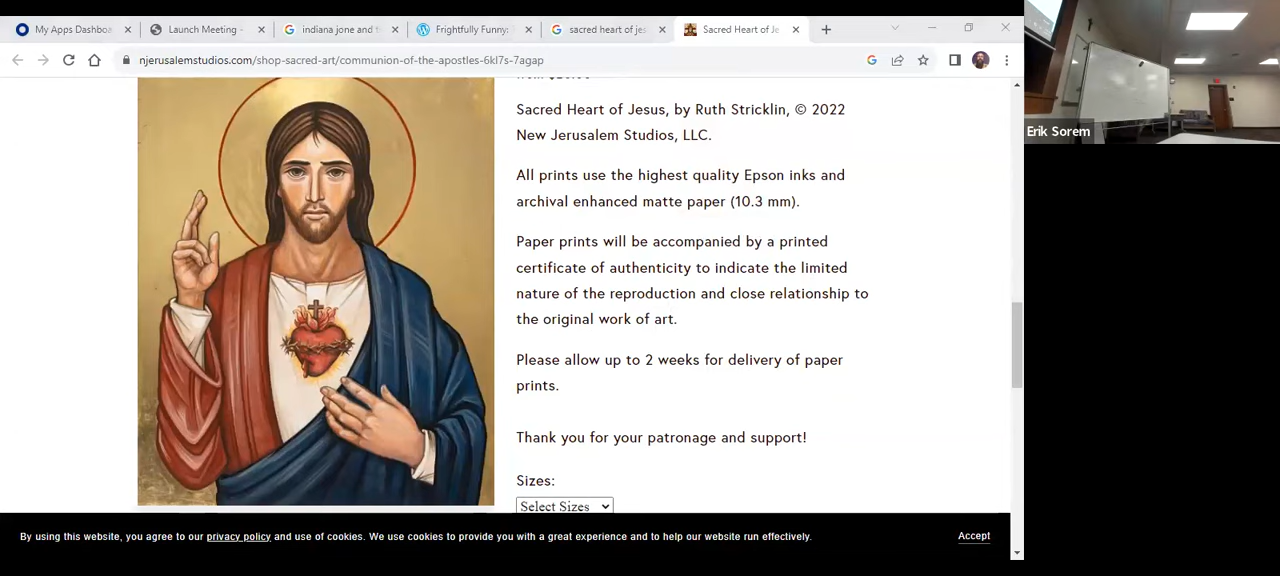 My Apps Dashboa
Launch Meeting -
indiana jone and
Frightfully Funny:
sacred heart of jes
Sacred Heart of Je
njerusalemstudios.com/shop-sacred-art/communion-of-the-apostles-6kl7s-7agap
Erik Sorem
Sacred Heart of Jesus, by Ruth Stricklin, © 2022
New Jerusalem Studios, LLC.
All prints use the highest quality Epson inks and
archival enhanced matte paper (10.3 mm).
Paper prints will be accompanied by a printed
certificate of authenticity to indicate the limited
nature of the reproduction and close relationship to
the original work of art.
Please allow up to 2 weeks for delivery of paper
prints.
Thank you for your patronage and support!
Sizes:
Select Sizes
By using this website, you agree to our privacy policy and use of cookies. We use cookies to provide you with a great experience and to help our website run effectively.
Accept